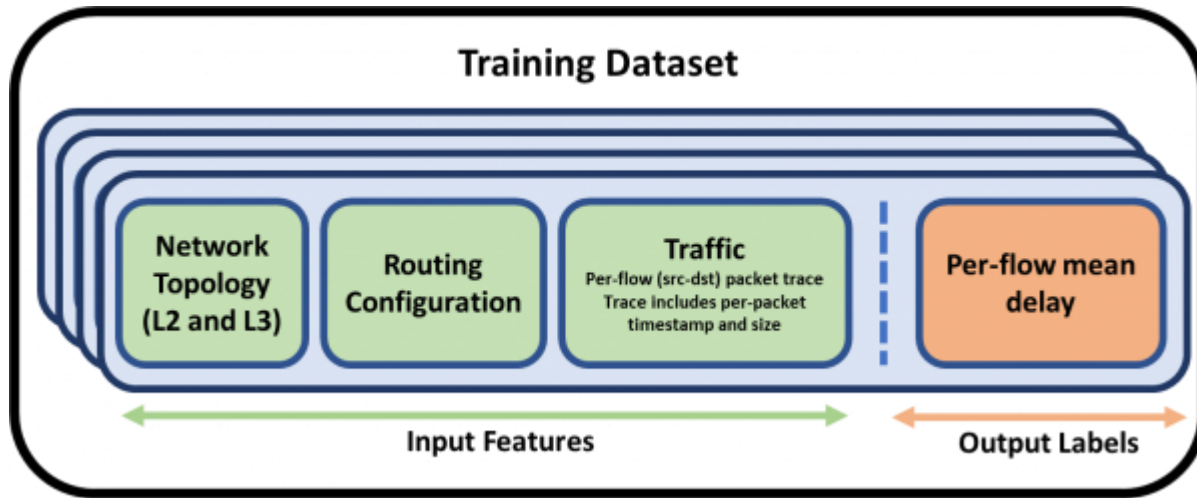 Training Dataset
Network
Topology
(L2 and L3)
Routing
Configuration
Traffic
Per-flow (src-dst) packet trace
Trace includes per-packet
timestamp and size
Per-flow mean
delay
Input Features
Output Labels